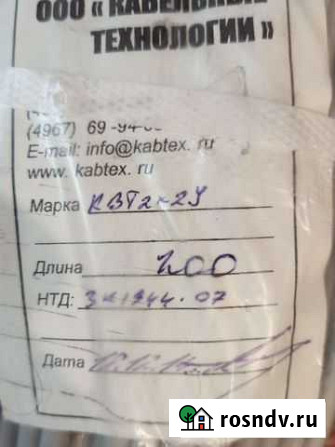 ООО « КАБЕЛЬНЫЕ
ТЕХНОЛОГИИ »
(4967) 69
E-mail: info@kabtex. ru
www. kabtex. ru
Марка
Длина 200
НТД:
Дата
rosndv.ru